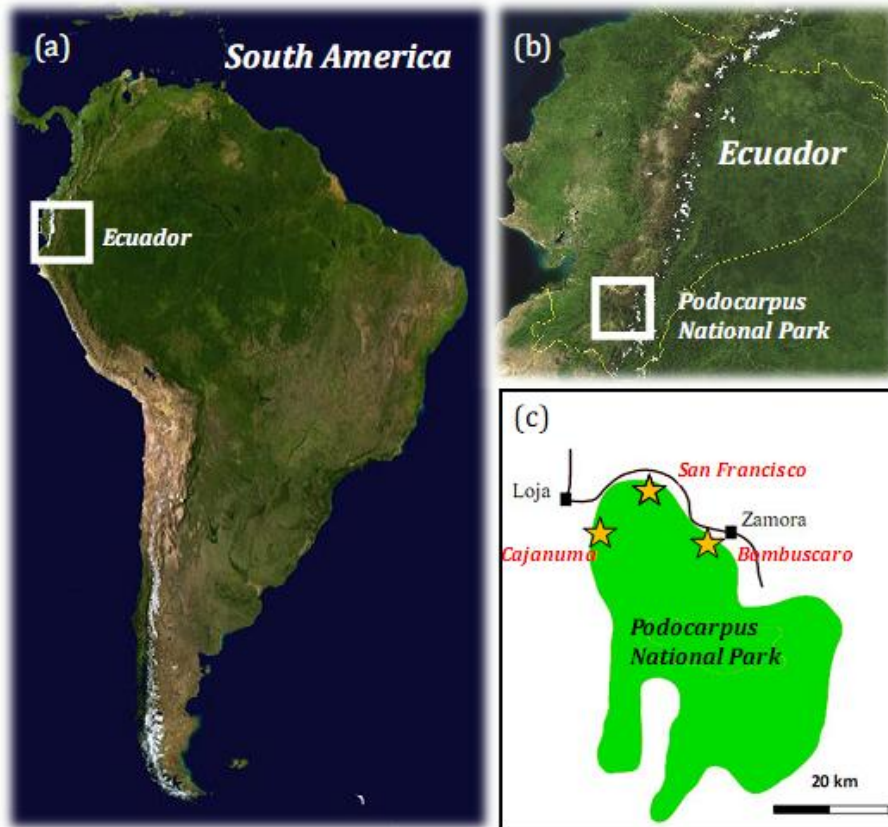 (a)
South America
Ecuador
(b)
Ecuador
Podocarpus
National Park
(c)
San Francisco
Loja
Zamora
Cajanuma
Bombuscaro
Podocarpus
National Park
20 km